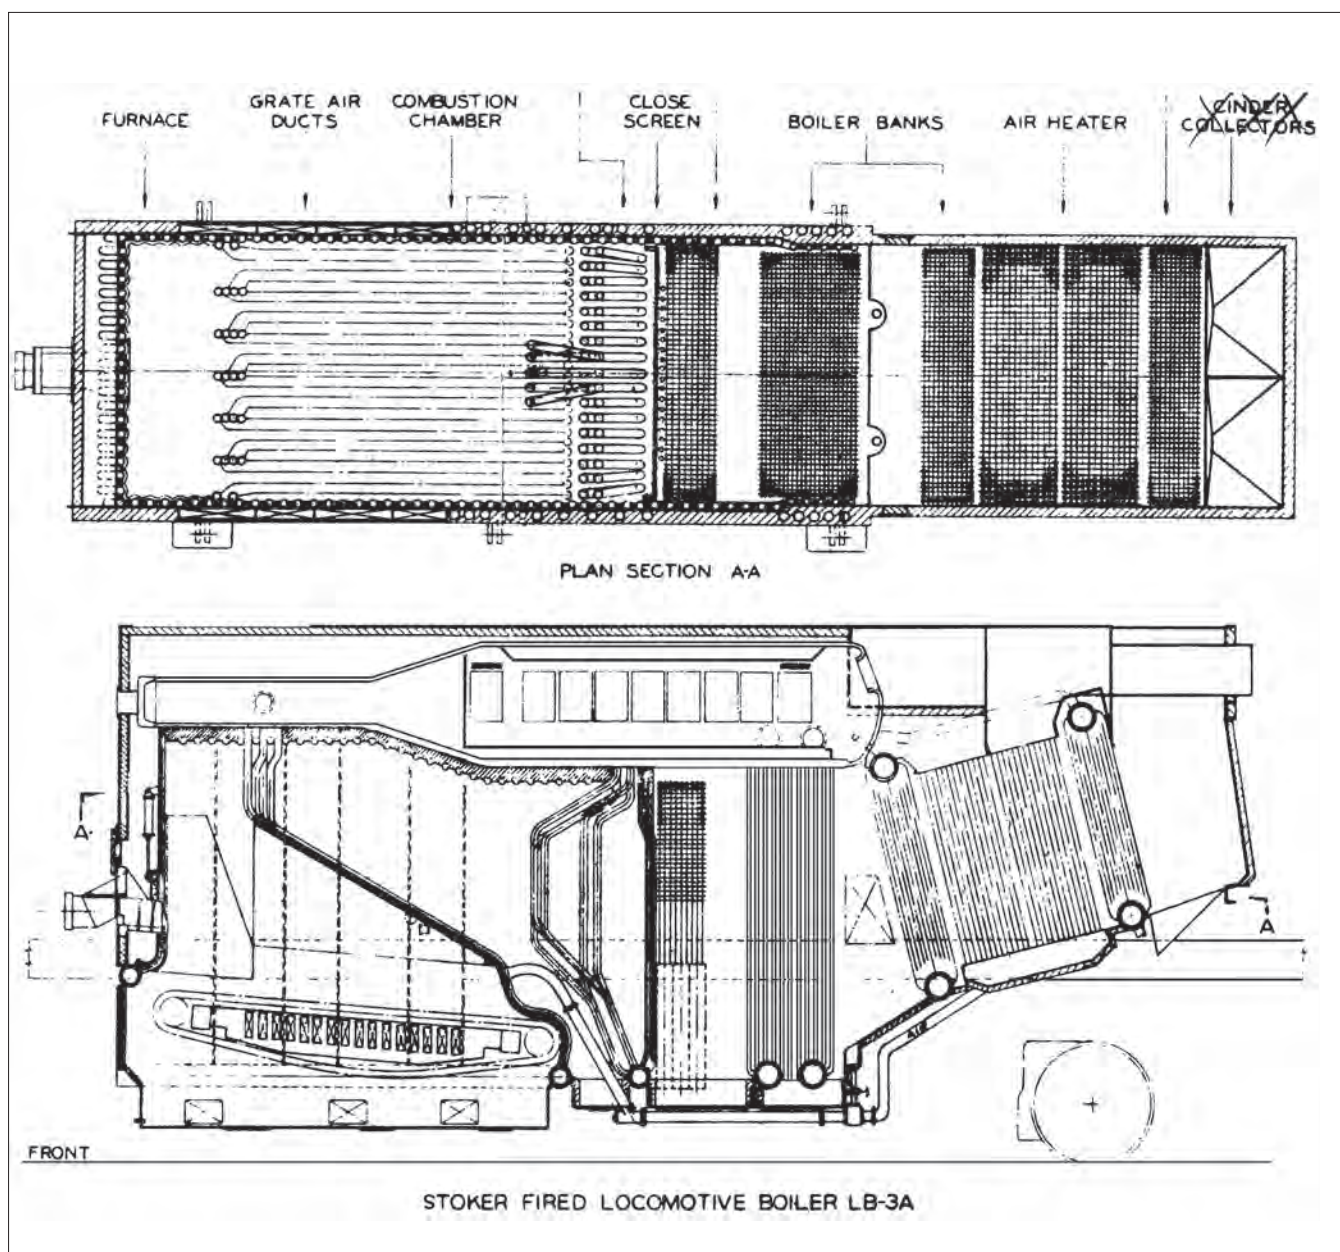 FURNACE
GRATE AIR
DUCTS
COMBUSTION
CHAMBER
CLOSE
SCREEN
BOILER BANKS
AIR HEATER
CINDER
COLLECTORS
PLAN SECTION A-A
A
A
AIR
FRONT
STOKER FIRED LOCOMOTIVE BOILER LB-3A